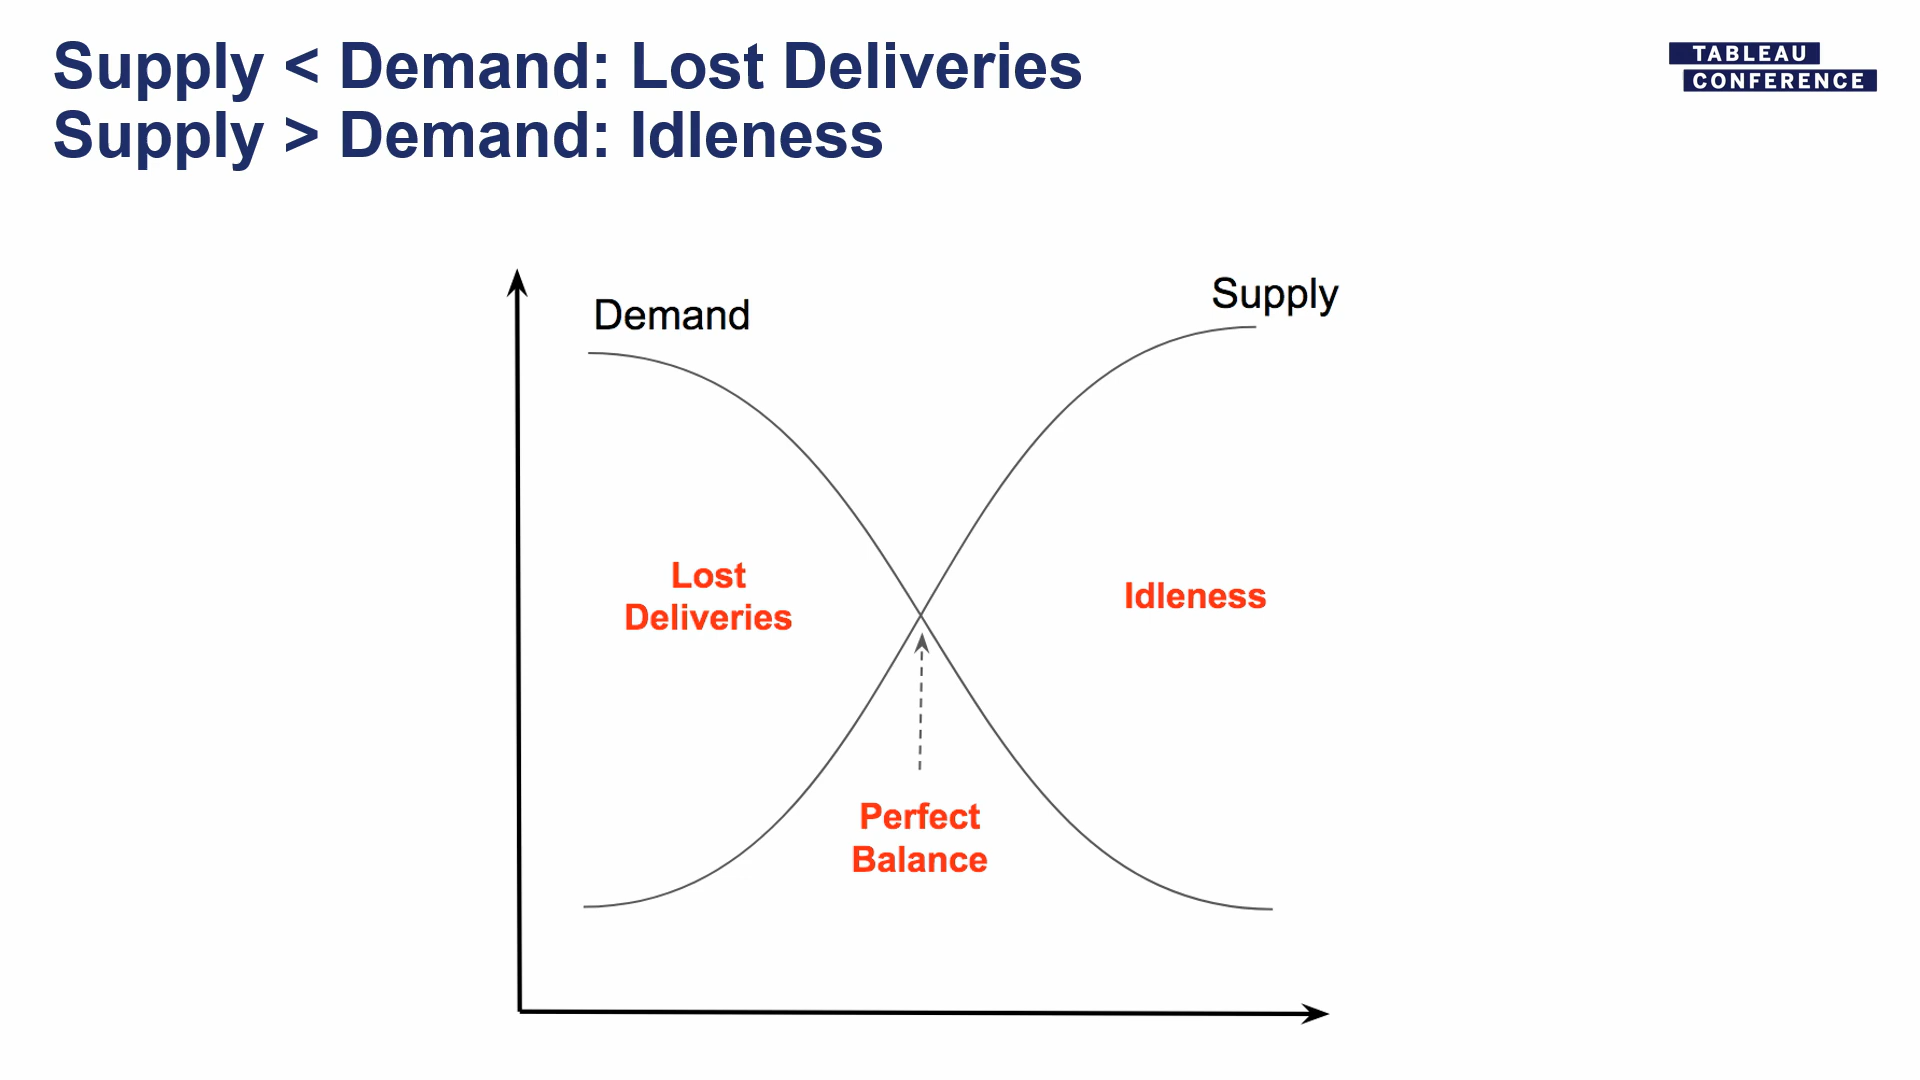 Supply < Demand: Lost Deliveries
Supply > Demand: Idleness
TABLEAU
CONFERENCE
Demand
Supply
Lost
Deliveries
Idleness
Perfect
Balance